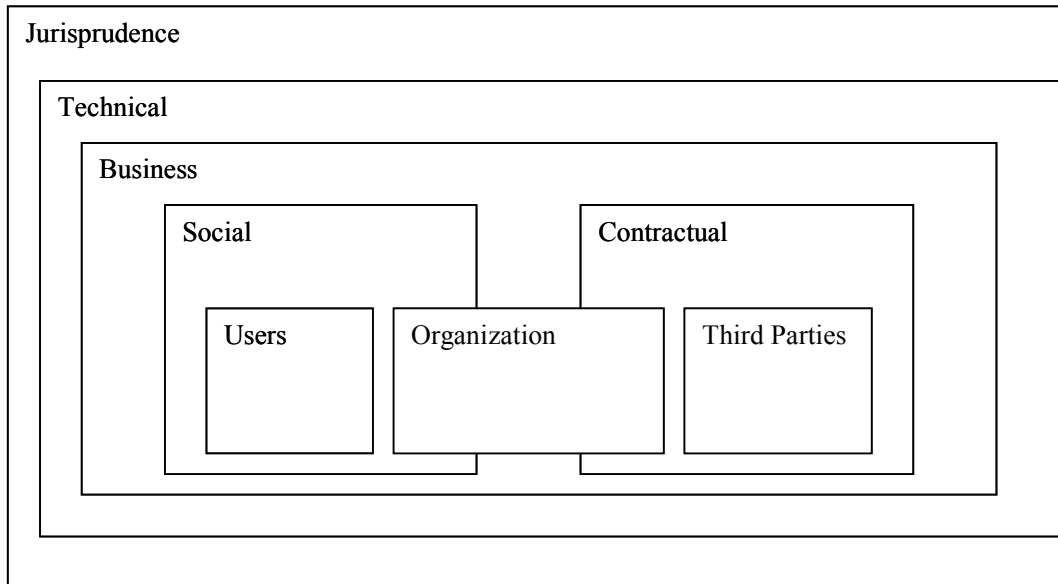 Jurisprudence
Technical
Business
Social
Contractual
Users
Organization
Third Parties